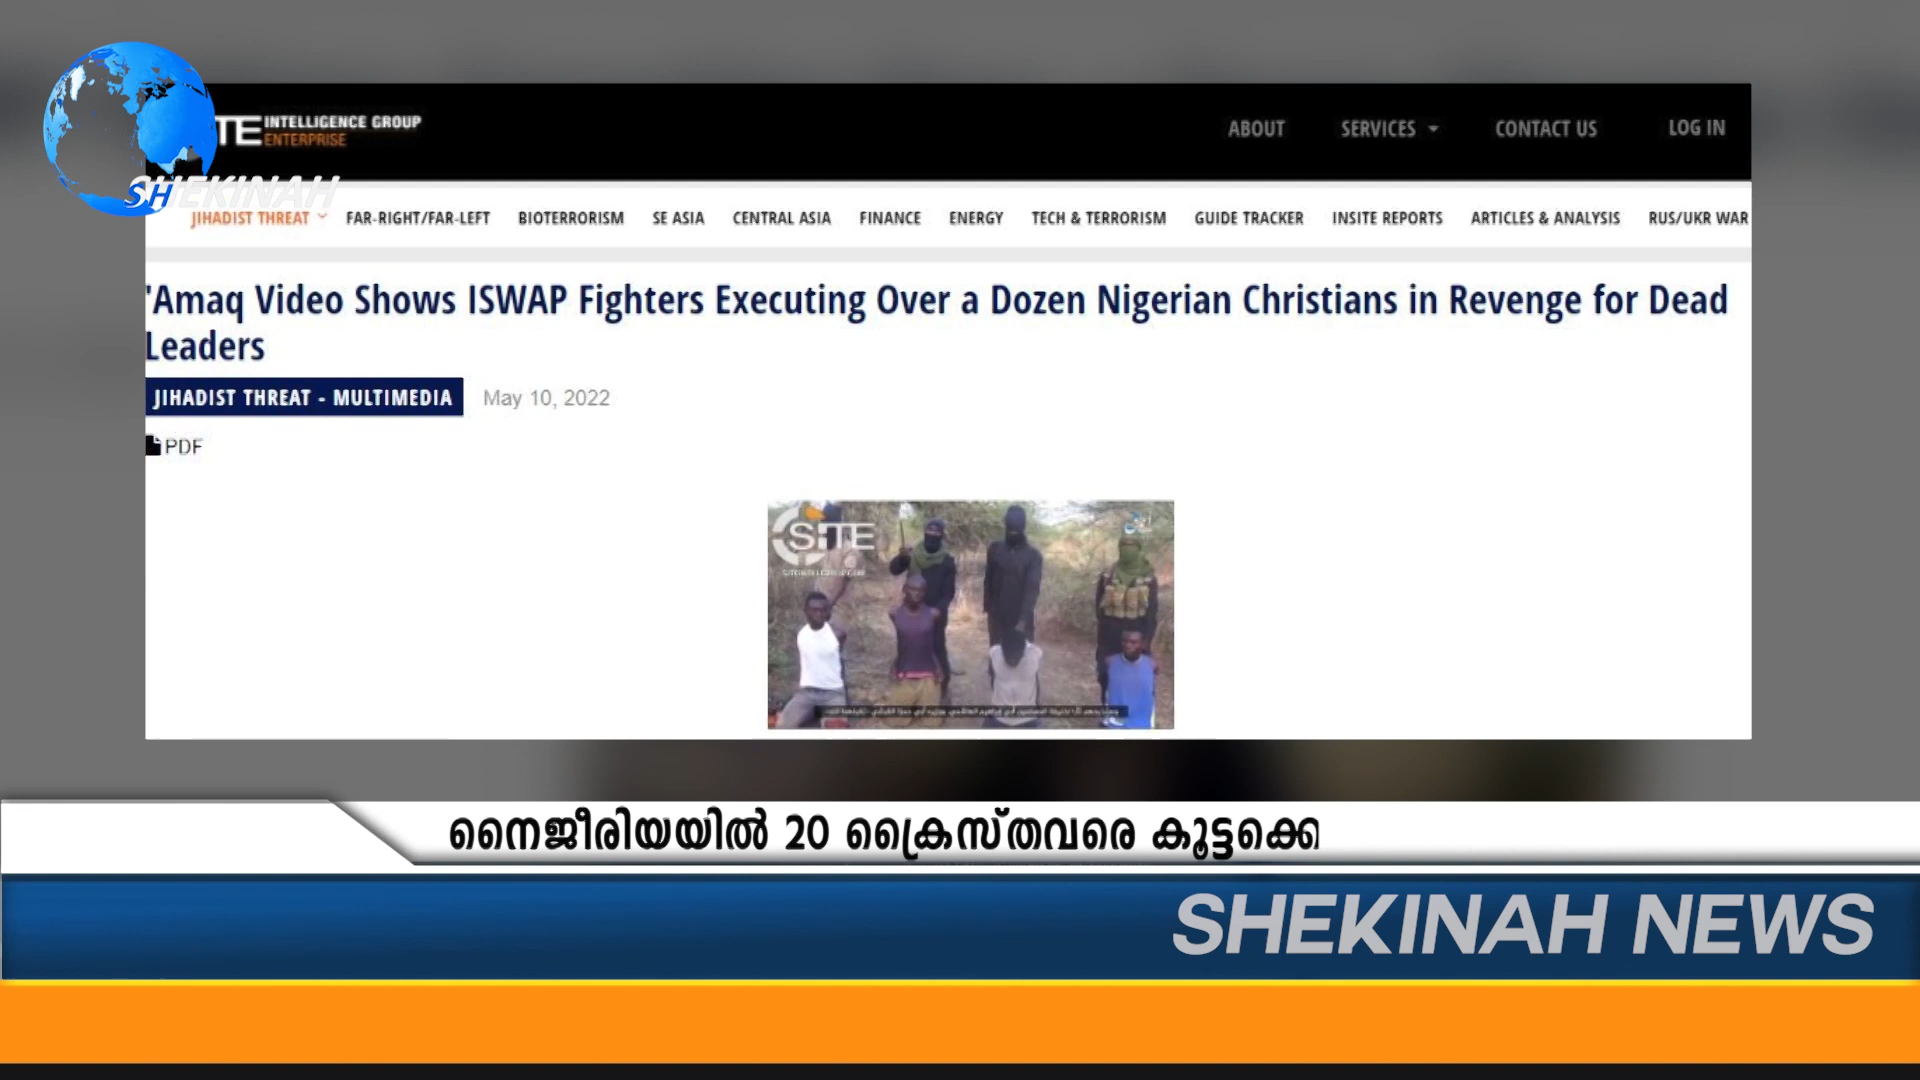 TE INTELLIGENCE GROUP
ENTERPRISE
ABOUT SERVICES CONTACT US LOG IN
SHEKINAH
JIHADIST THREAT FAR-RIGHT/FAR-LEFT BIOTERRORISM SE ASIA CENTRAL ASIA FINANCE ENERGY TECH & TERRORISM GUIDE TRACKER INSITE REPORTS ARTICLES & ANALYSIS RUS/UKR WAR
'Amaq Video Shows ISWAP Fighters Executing Over a Dozen Nigerian Christians in Revenge for Dead
Leaders
JIHADIST THREAT - MULTIMEDIA May 10, 2022
PDF
SITE
നൈജീരിയയിൽ 20 ക്രൈസ്തവരെ കൂട്ടക്കെ
SHEKINAH NEWS